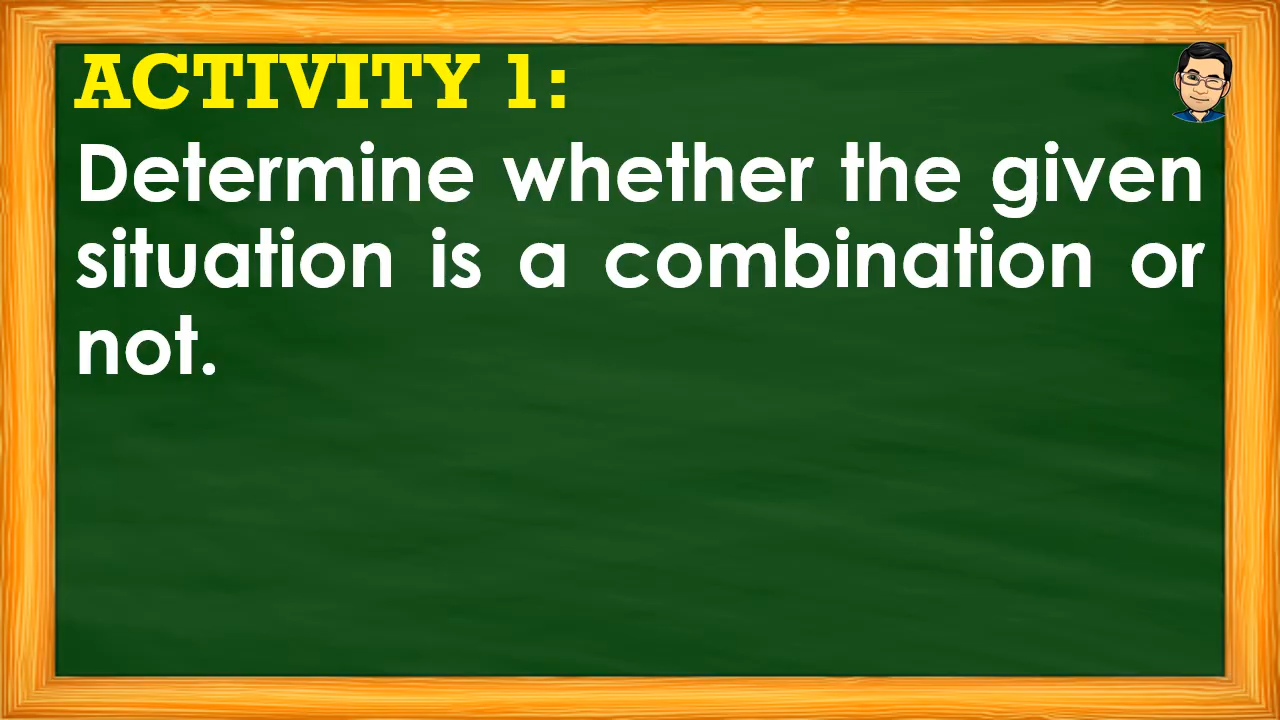 ACTIVITY 1:
Determine whether the given
situation is a combination or
not.